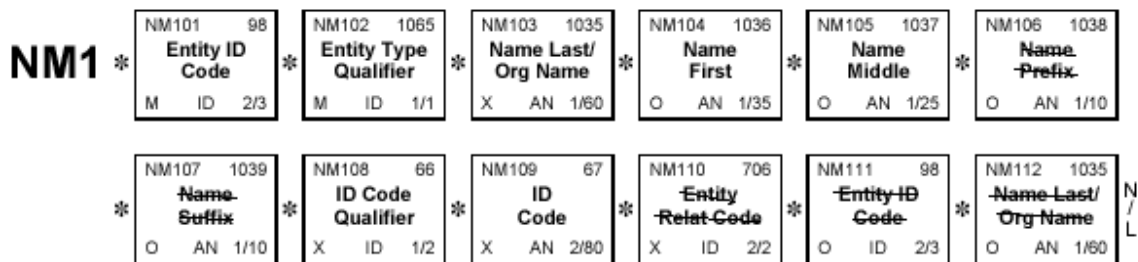 NM101 98 NM102 1065 NM103 1035 NM104 1036 NM105 1037 NM106 1038
NM1 * Entity ID * Entity Type * Name Last/ * Name * Name * Name
Code Qualifier Org Name First Middle Prefix
M ID 2/3 M ID 1/1 X AN 1/60 O AN 1/35 O AN 1/25 O AN 1/10
NM107 1039 NM108 66 NM109 67 NM110 706 NM111 98 NM112 1035
* Name * ID Code * ID * Entity * Entity ID * Name Last/ N
Suffix Qualifier Code Relat Code Code Org Name /
O AN 1/10 X ID 1/2 X AN 2/80 X ID 2/2 O ID 2/3 O AN 1/60 L